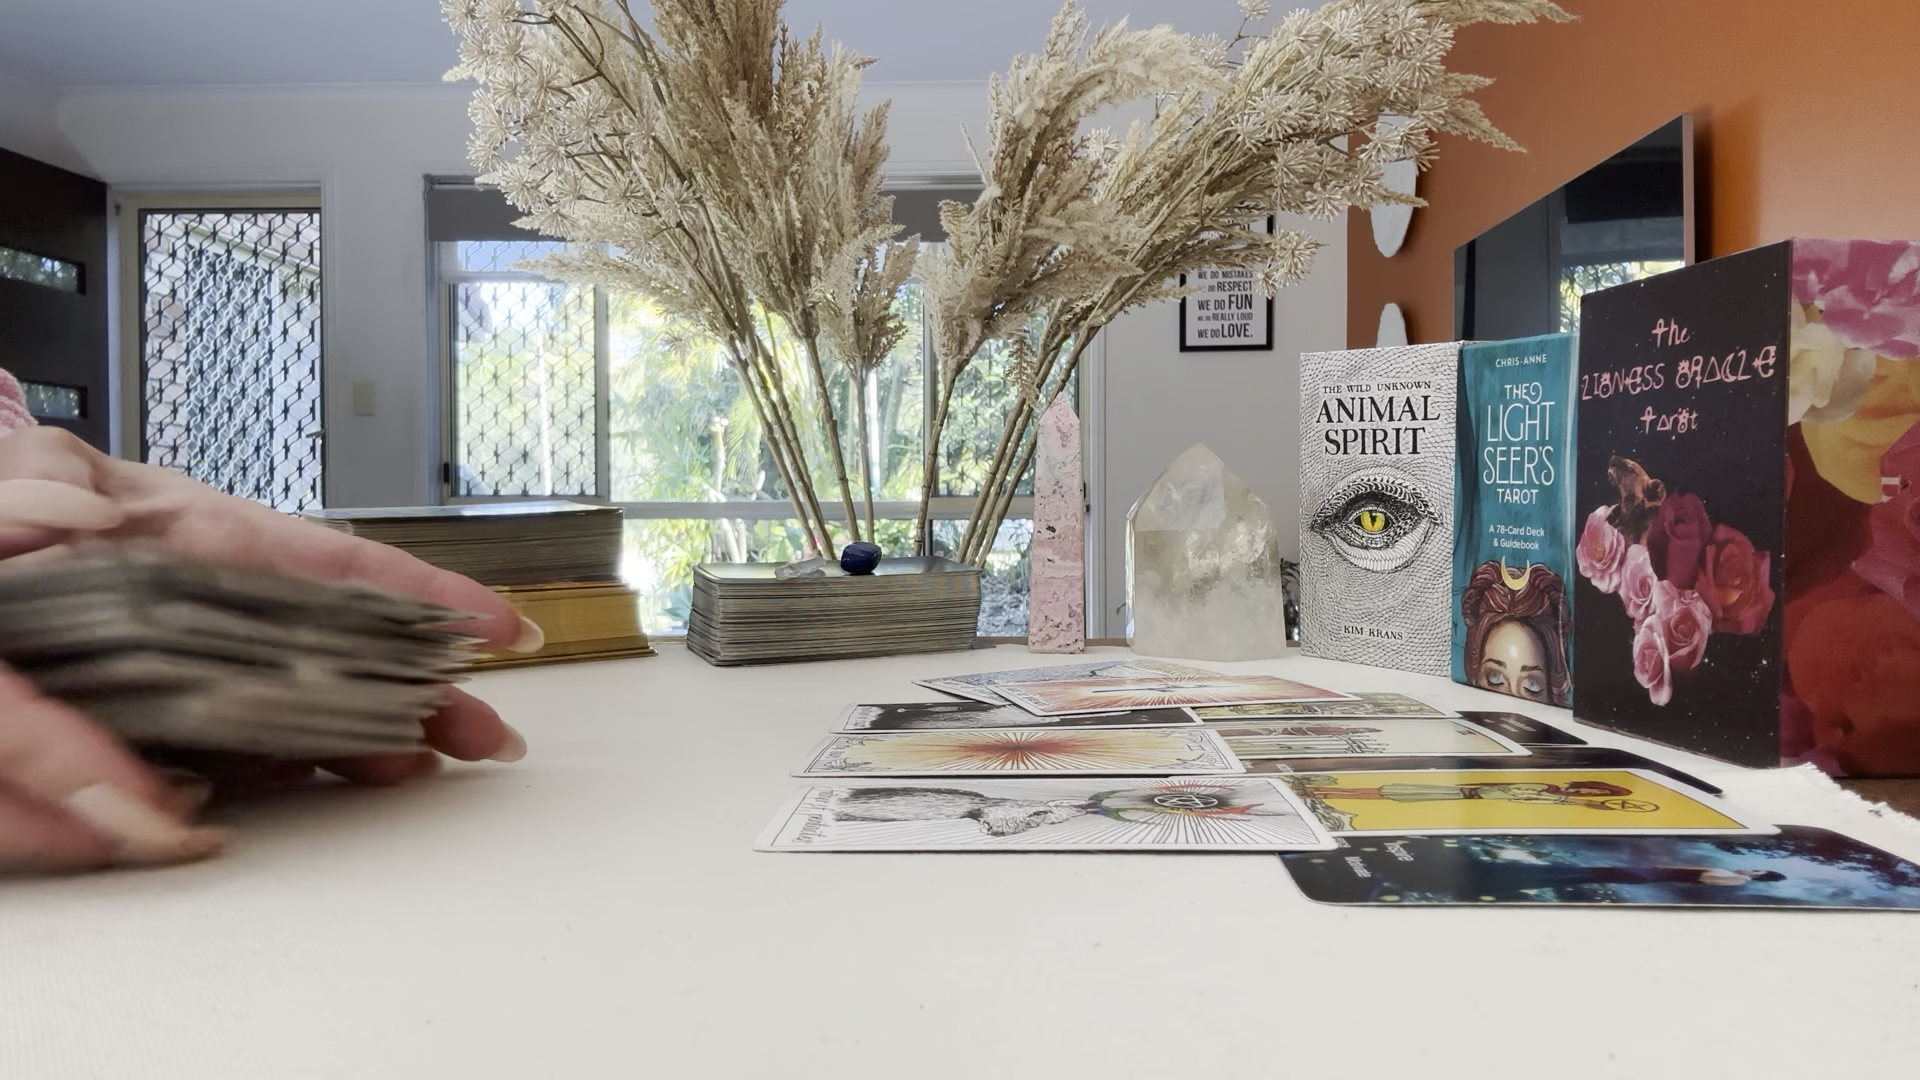 WE DO MISTAKES
DO RESPECT
WE DO FUN
WE DO REALLY LOUD
WE DO LOVE.
THE WILD UNKNOWN
ANIMAL
SPIRIT
KIM KRANS
CHRIS-ANNE
THE
LIGHT
SEER'S
TAROT
A 78-Card Deck
& Guidebook
the
LIONESS ORACLE
tarot
Inspire